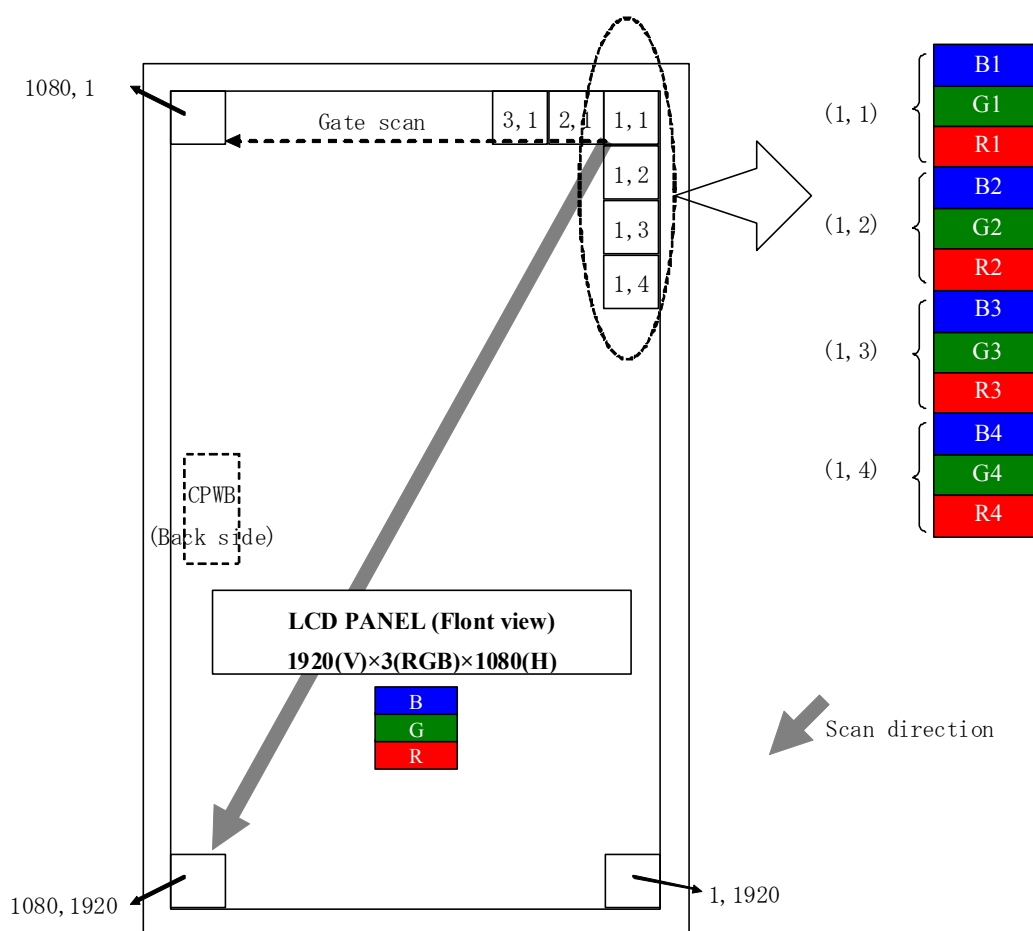 1080,1
Gate scan
3,1
2,1
1,1
1,2
1,3
1,4
(1,1)
(1,2)
(1,3)
(1,4)
B1
G1
R1
B2
G2
R2
B3
G3
R3
B4
G4
R4
CPWB
(Back side)
LCD PANEL (Flont view)
1920(V)×3(RGB)×1080(H)
B
G
R
Scan direction
1080,1920
1,1920